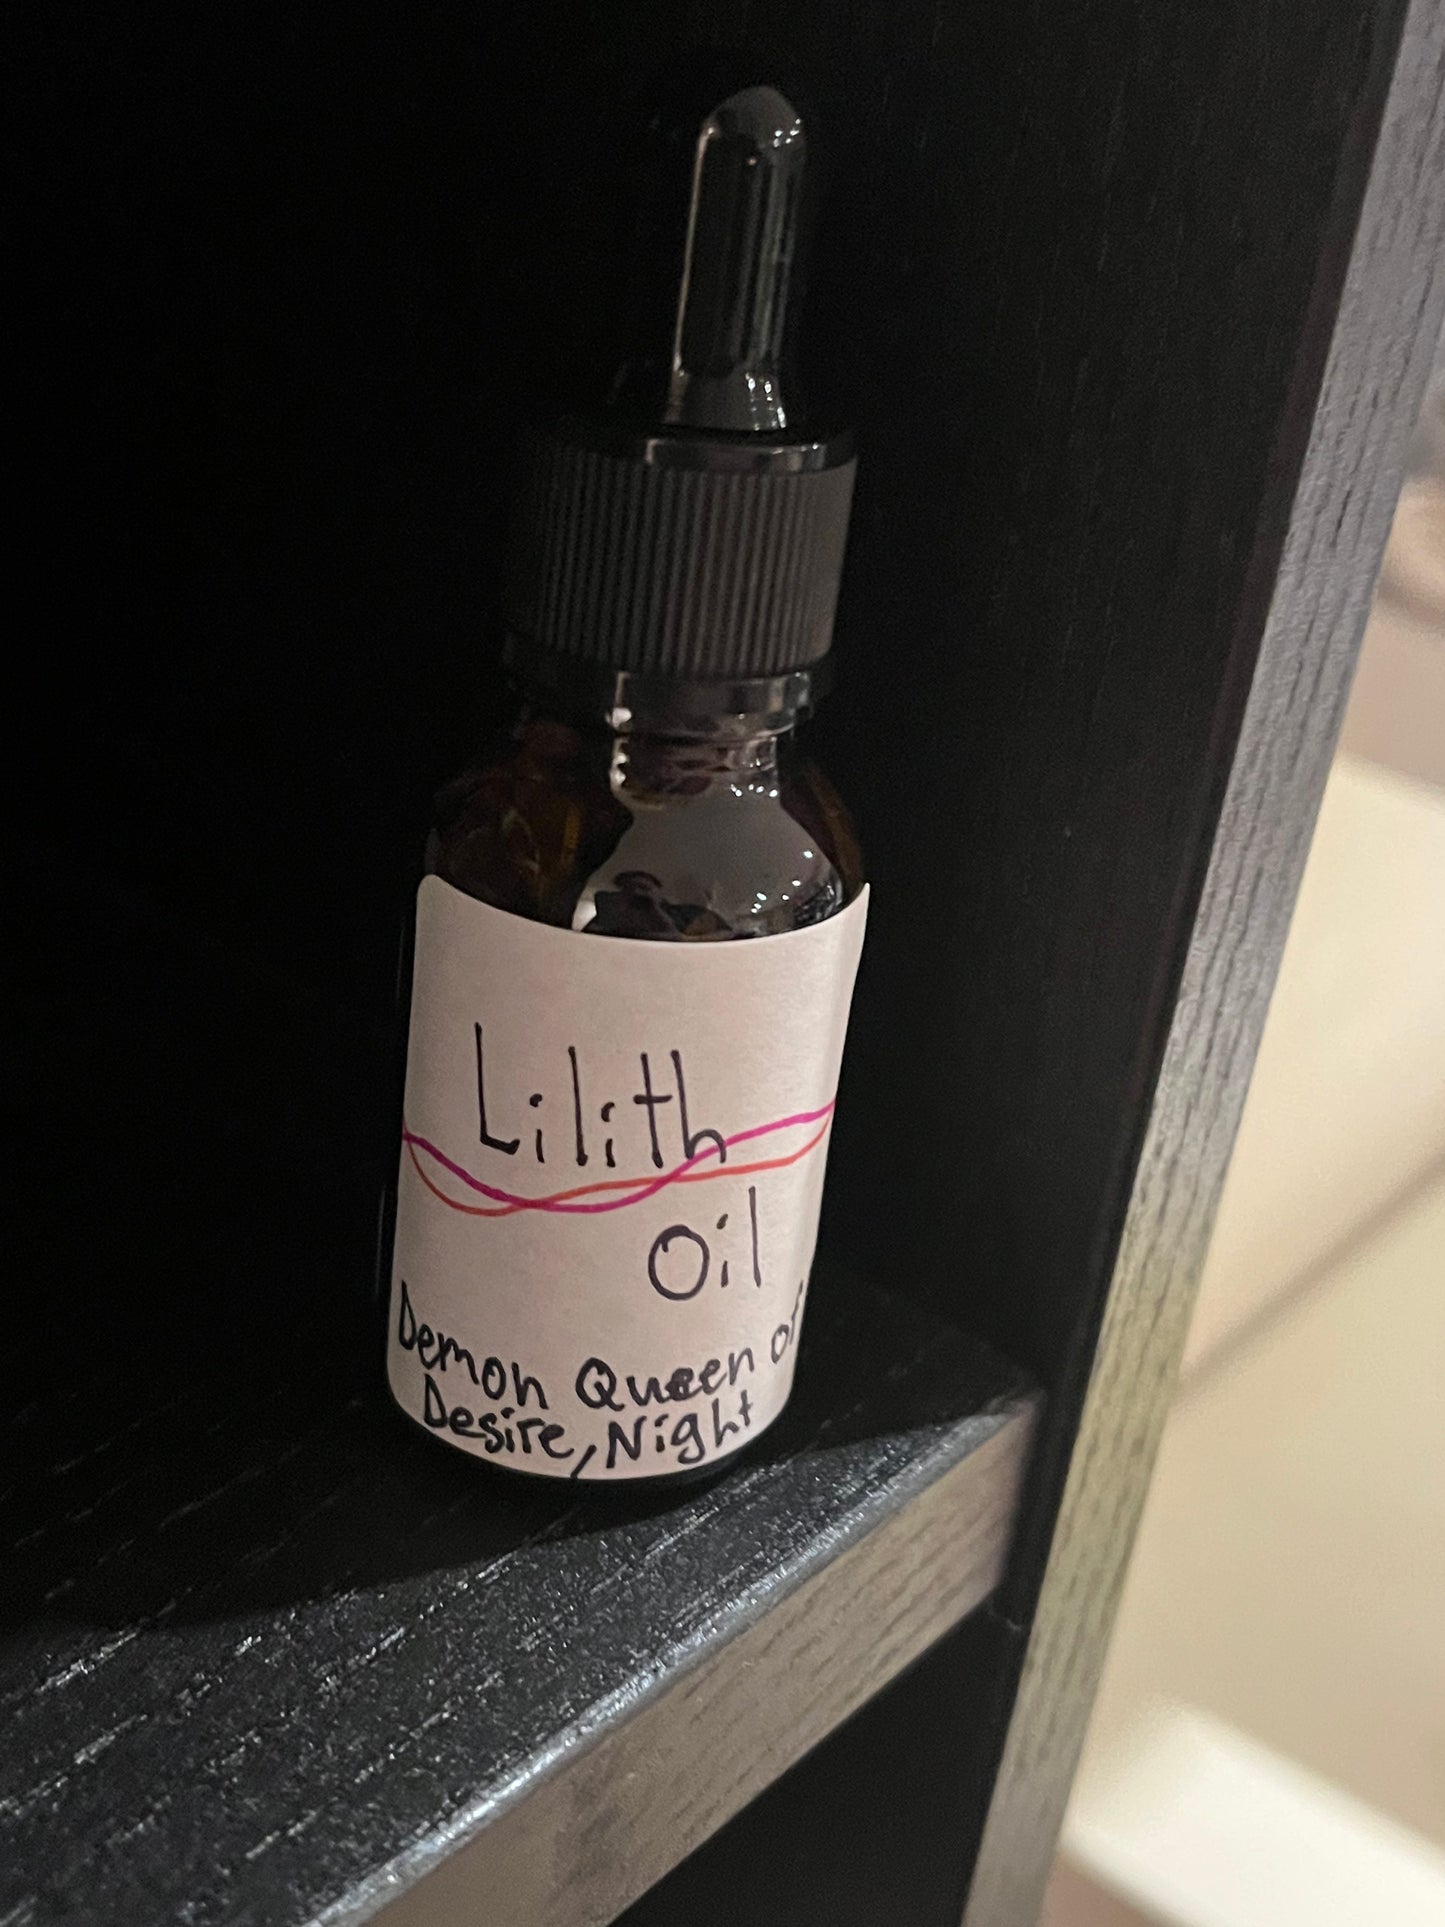 Lilith
Oil
Demon Queen of
Desire, Night